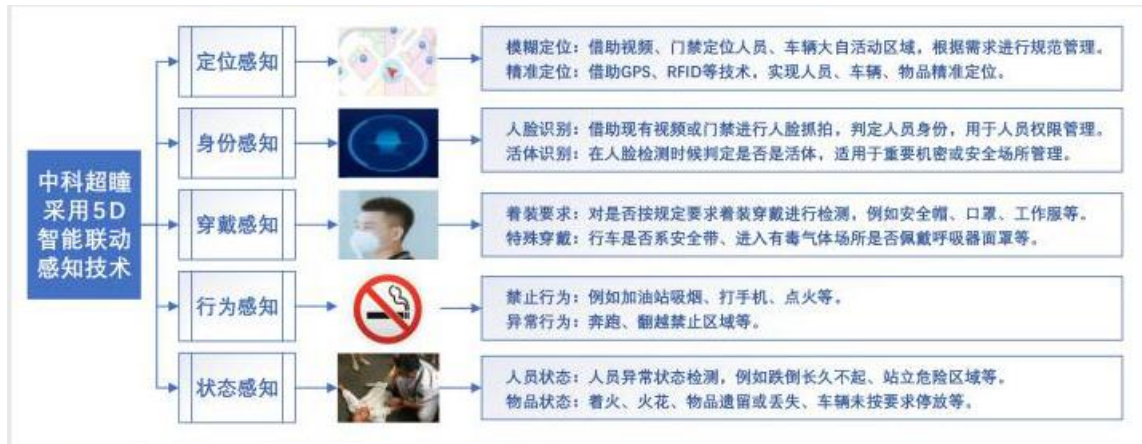 中科超瞳
采用5D
智能联动
感知技术
定位感知
模糊定位：借助视频、门禁定位人员、车辆大自活动区域，根据需求进行规范管理。
精准定位：借助GPS、RFID等技术，实现人员、车辆、物品精准定位。
身份感知
人脸识别：借助现有视频或门禁进行人脸抓拍，判定人员身份，用于人员权限管理。
活体识别：在人脸检测时候判定是否是活体，适用于重要机密或安全场所管理。
穿戴感知
着装要求：对是否按规定要求着装穿戴进行检测，例如安全帽、口罩、工作服等。
特殊穿戴：行车是否系安全带、进入有毒气体场所是否佩戴呼吸器面罩等。
行为感知
禁止行为：例如加油站吸烟、打手机、点火等。
异常行为：奔跑、翻越禁止区域等。
状态感知
人员状态：人员异常状态检测，例如跌倒长久不起、站立危险区域等。
物品状态：着火、火花、物品遗留或丢失、车辆未按要求停放等。